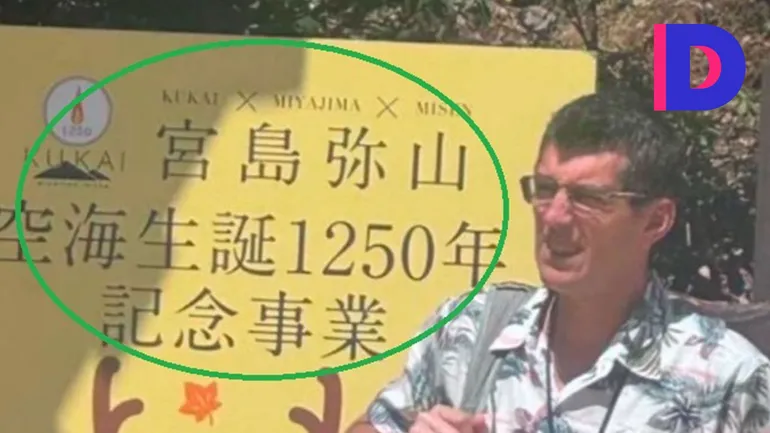 KUKAI × MIYAJIMA × MISEN
1250
KUKAI
宮島弥山
空海生誕1250年
記念事業
D